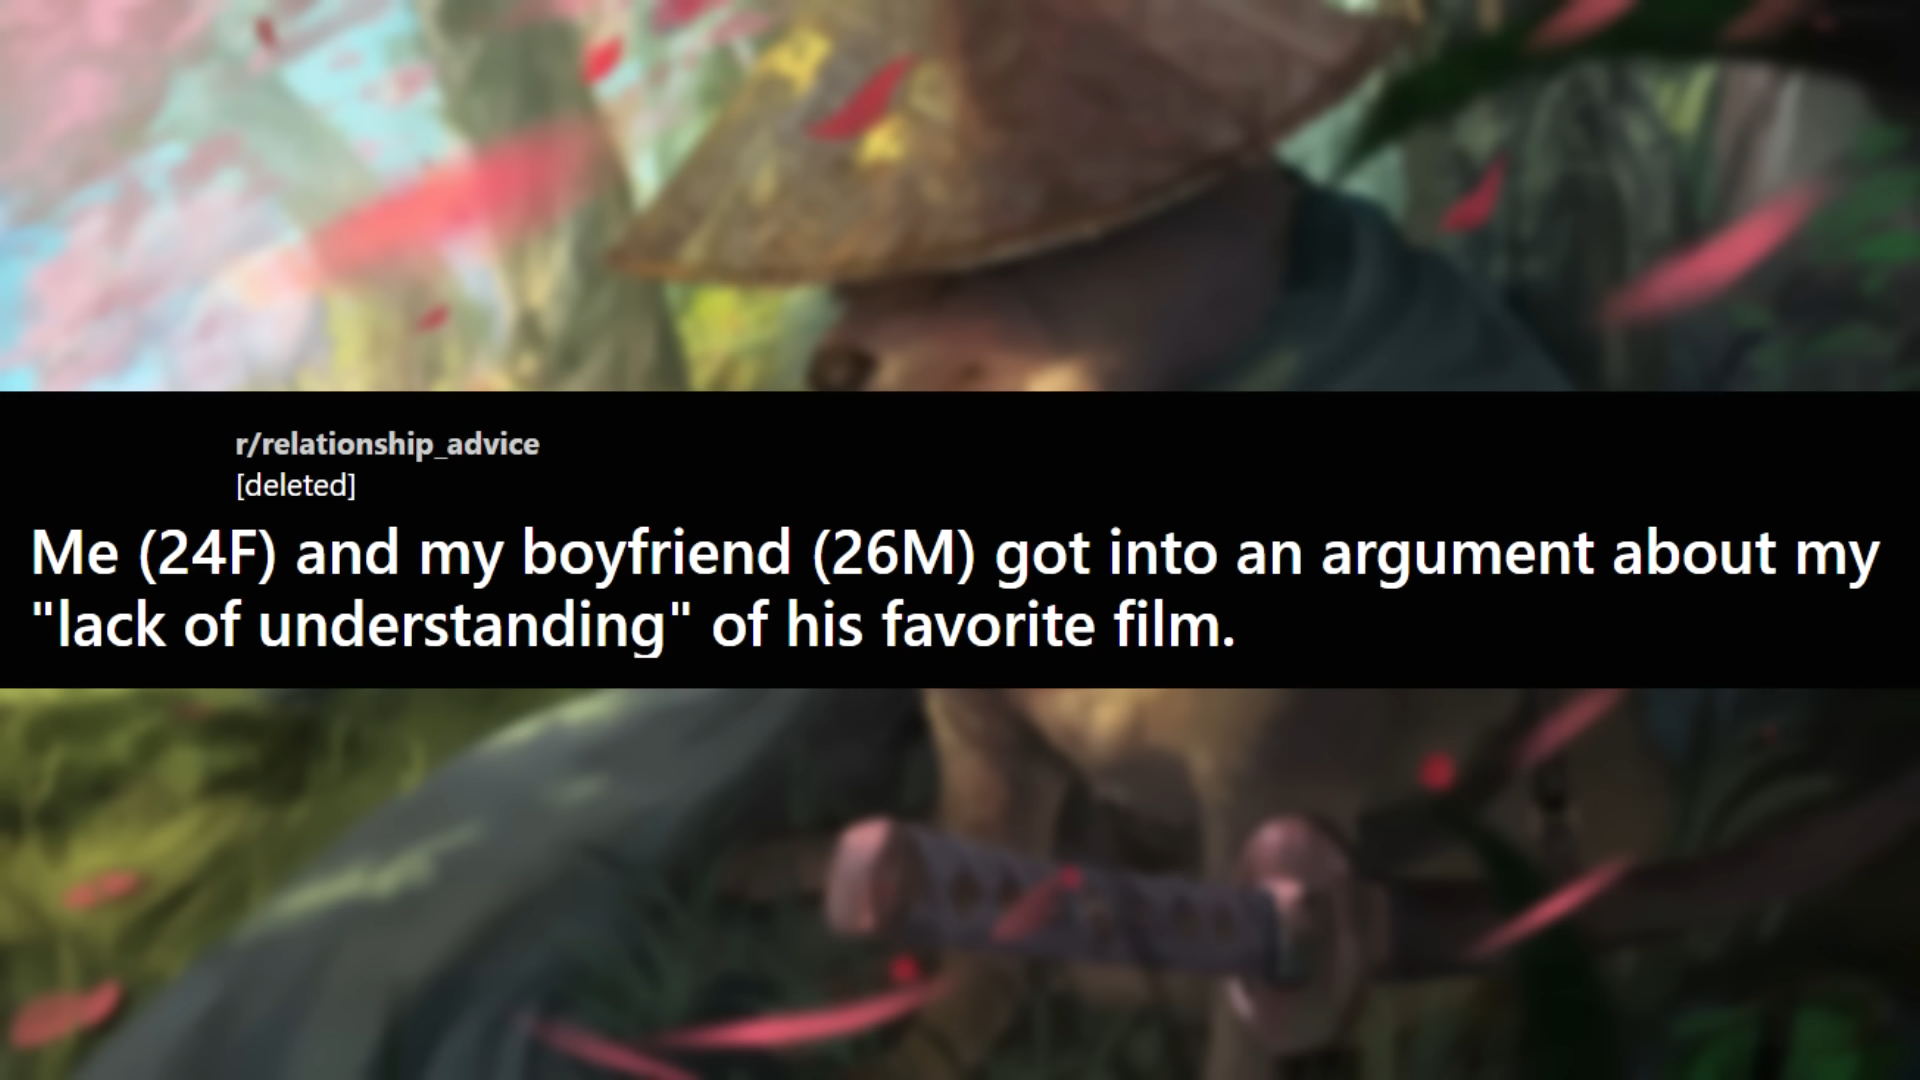 r/relationship_advice
[deleted]
Me (24F) and my boyfriend (26M) got into an argument about my
"lack of understanding" of his favorite film.